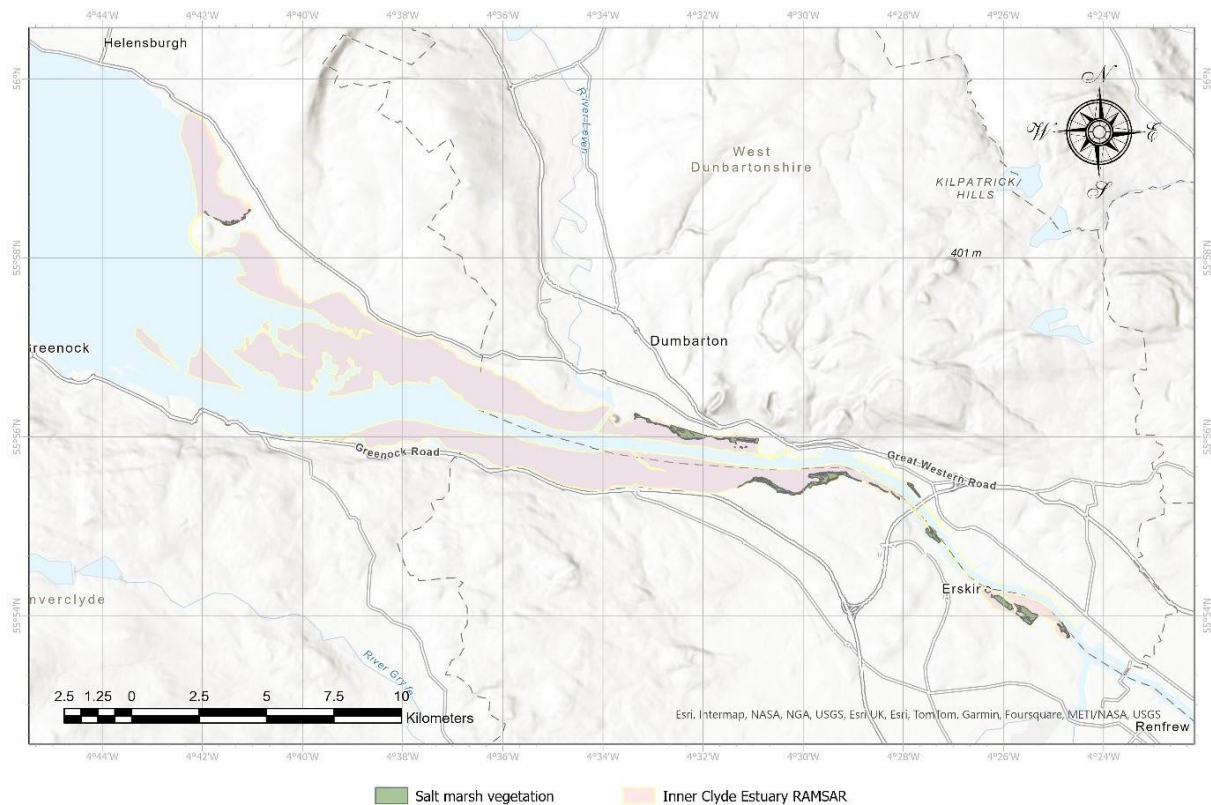 4°44'W 4°42'W 4°40'W 4°38'W 4°36'W 4°34'W 4°32'W 4°30'W 4°28'W 4°26'W 4°24'W
Helensburgh
N
W E
S
56°N 56°N
River Leven
West
Dunbartonshire
KILPATRICK
HILLS
401 m
55°58'N 55°58'N
Greenock
Dumbarton
55°56'N 55°56'N
Greenock Road
Great Western Road
Erskine
nverclyde
55°54'N 55°54'N
River Gryfe
2.5 1.25 0 2.5 5 7.5 10
Kilometers
Esri, Intermap, NASA, NGA, USGS, Esri UK, Esri, TomTom, Garmin, Foursquare, METI/NASA, USGS
Renfrew
4°44'W 4°42'W 4°40'W 4°38'W 4°36'W 4°34'W 4°32'W 4°30'W 4°28'W 4°26'W 4°24'W
Salt marsh vegetation
Inner Clyde Estuary RAMSAR